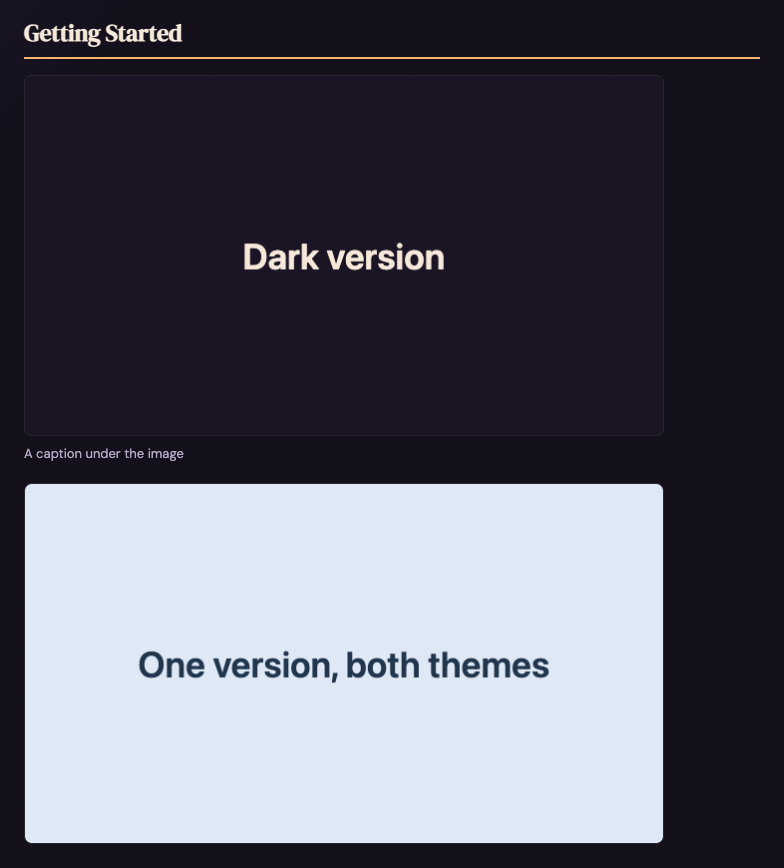 Getting Started
Dark version
A caption under the image
One version, both themes